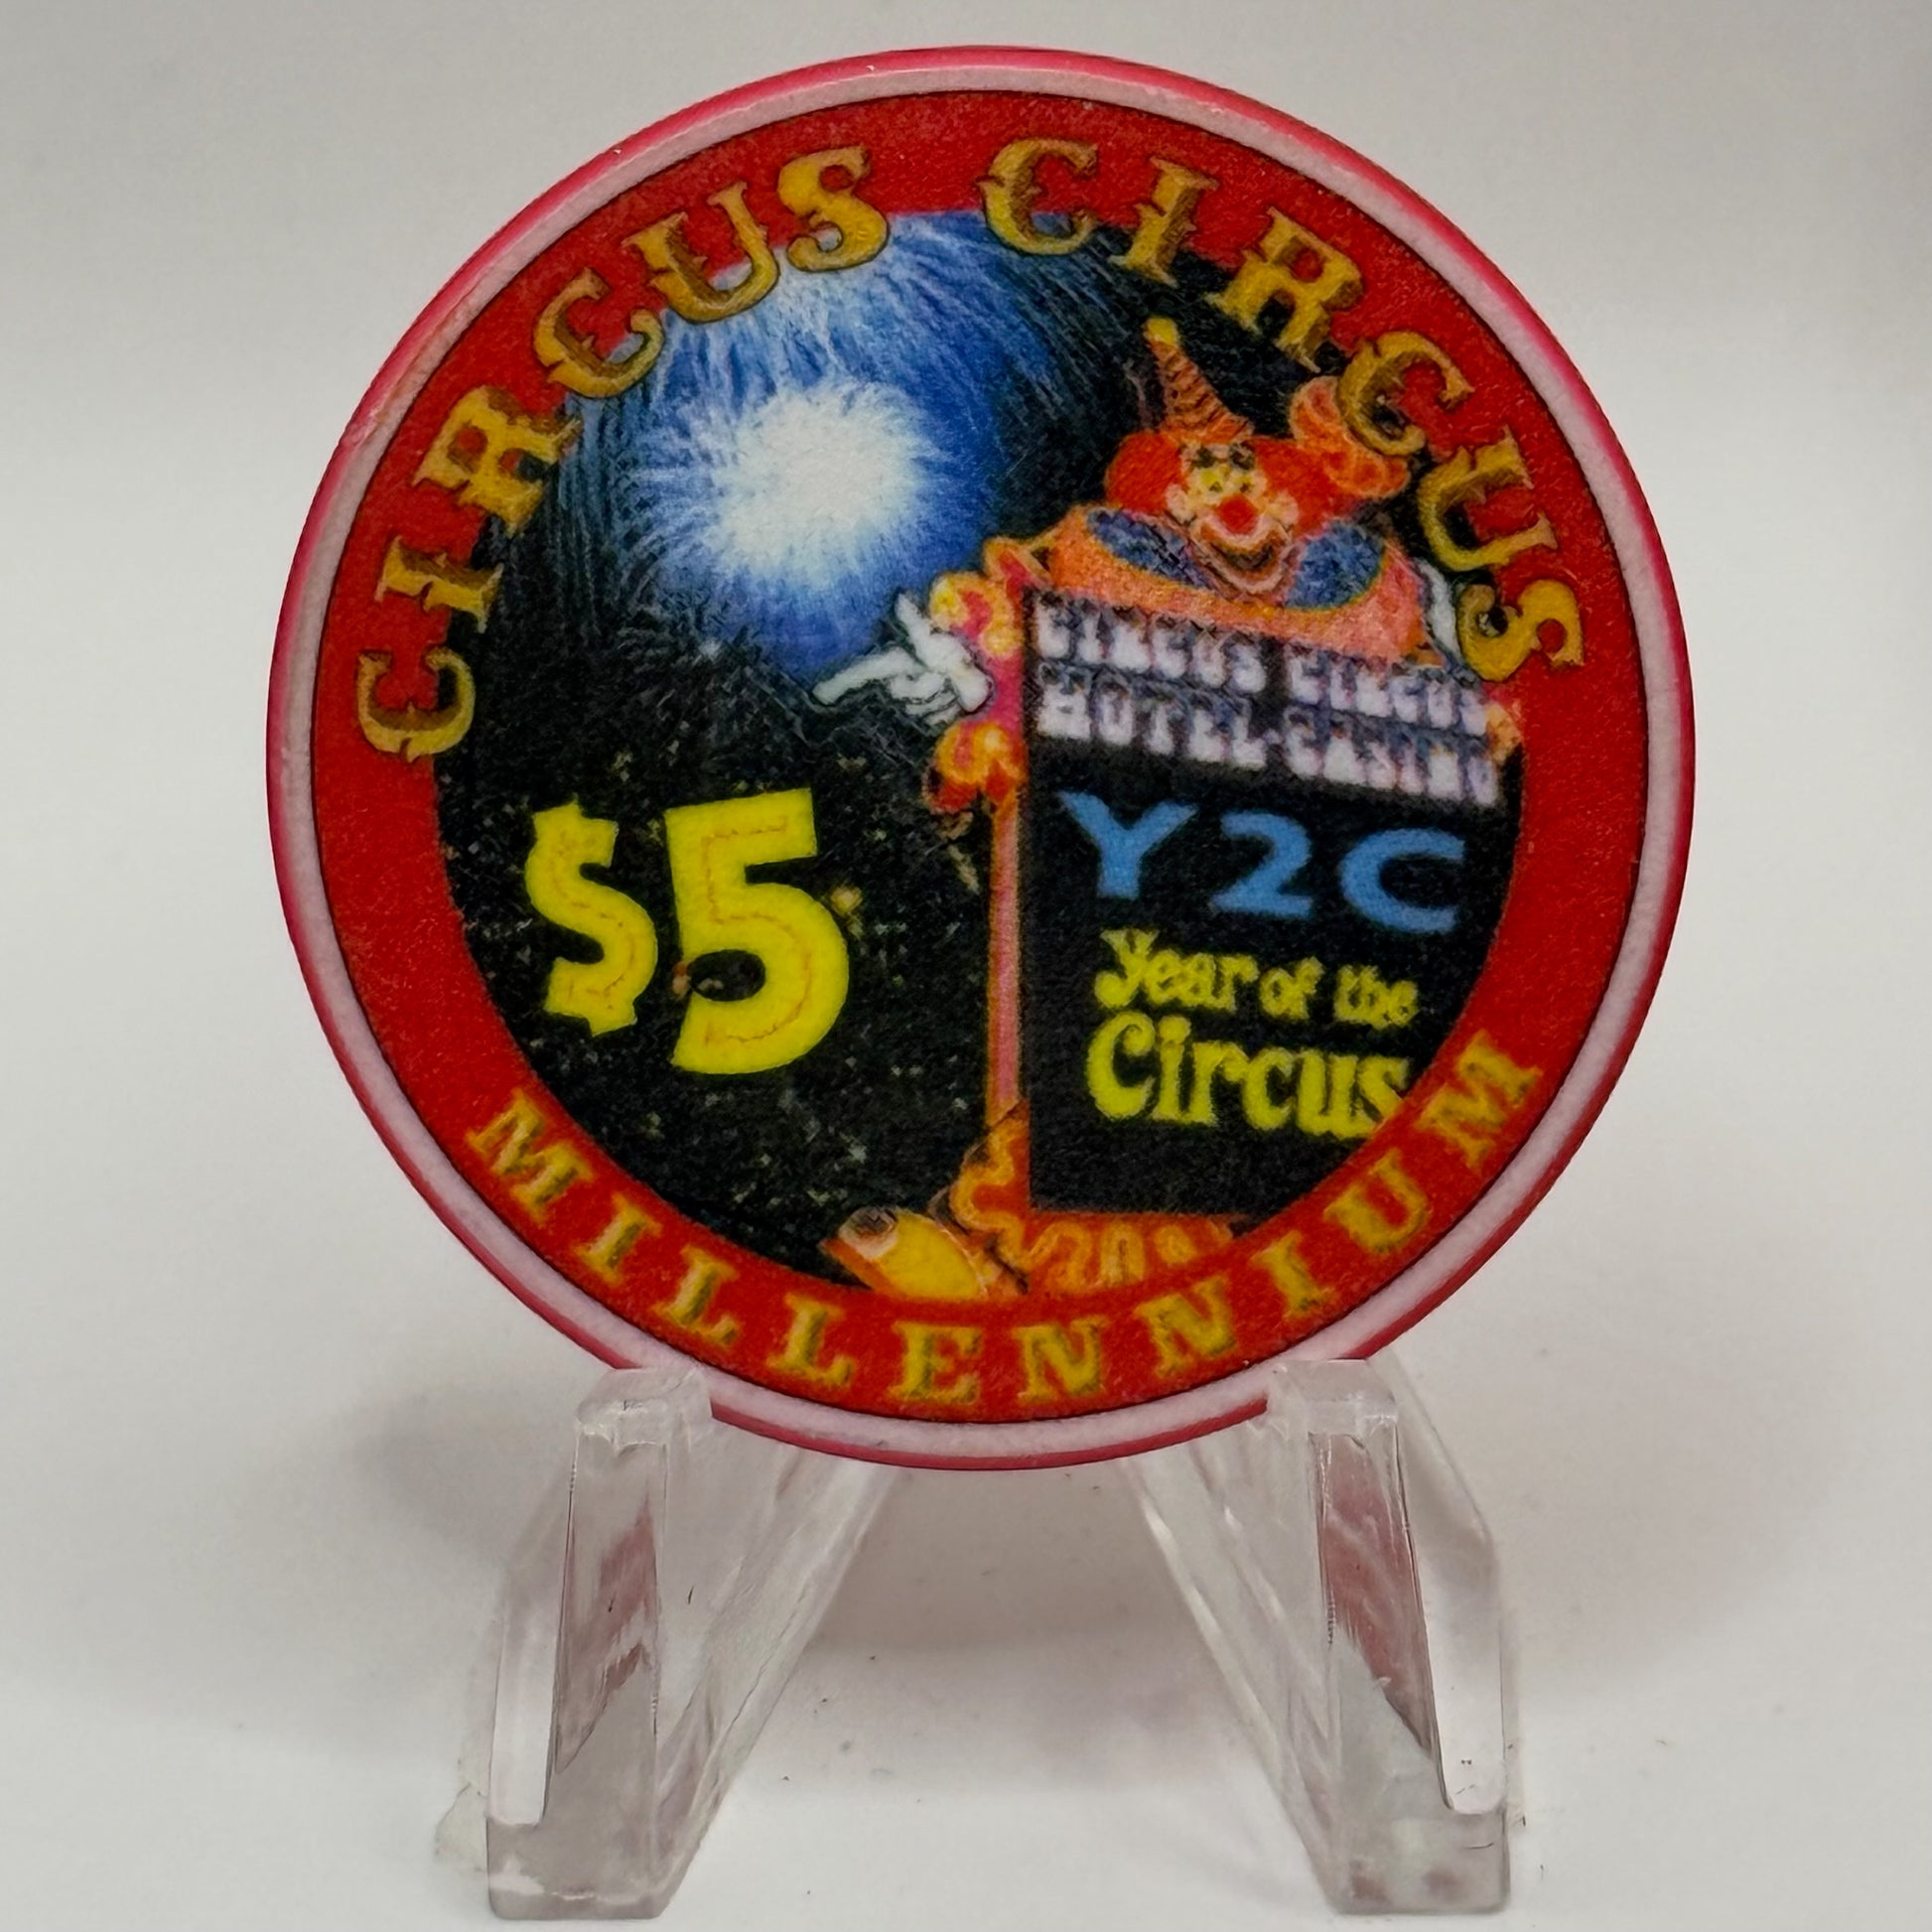 CIRCUS CIRCUS
CIRCUS CIRCUS
HOTEL-CASINO
$5
Y2C
Year of the
Circus
MILLENNIUM